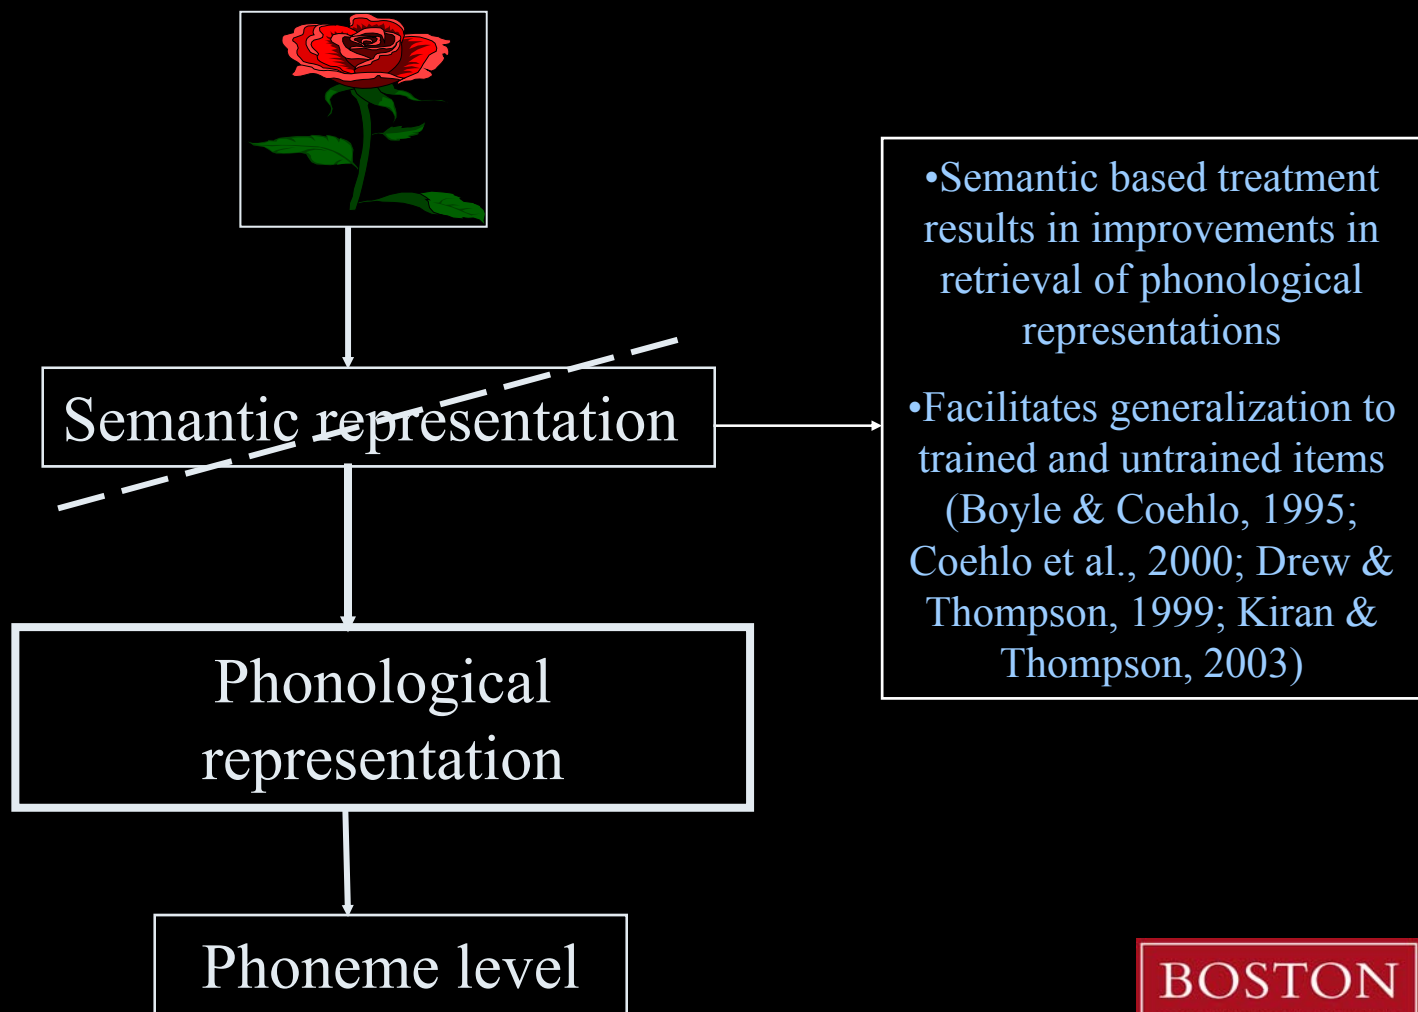 Semantic representation
Phonological
representation
Phoneme level
•Semantic based treatment
results in improvements in
retrieval of phonological
representations
•Facilitates generalization to
trained and untrained items
(Boyle & Coehlo, 1995;
Coehlo et al., 2000; Drew &
Thompson, 1999; Kiran &
Thompson, 2003)
BOSTON